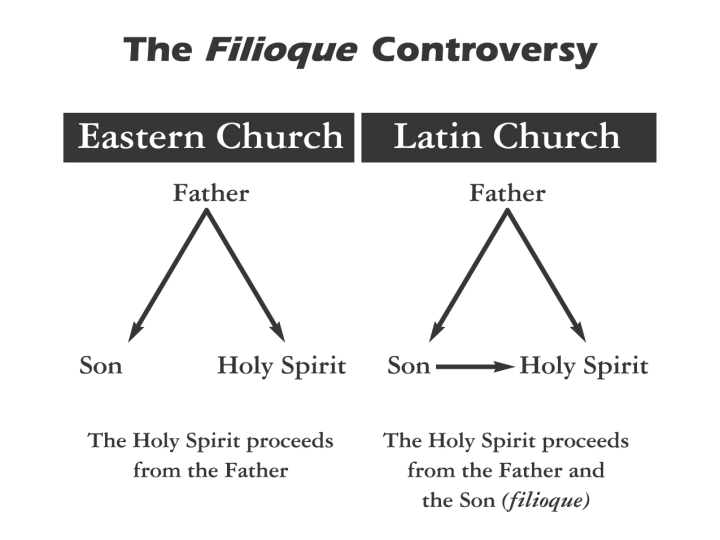 The Filioque Controversy
Eastern Church
Latin Church
Father
Father
Son
Holy Spirit
Son
Holy Spirit
The Holy Spirit proceeds
from the Father
The Holy Spirit proceeds
from the Father and
the Son (filioque)